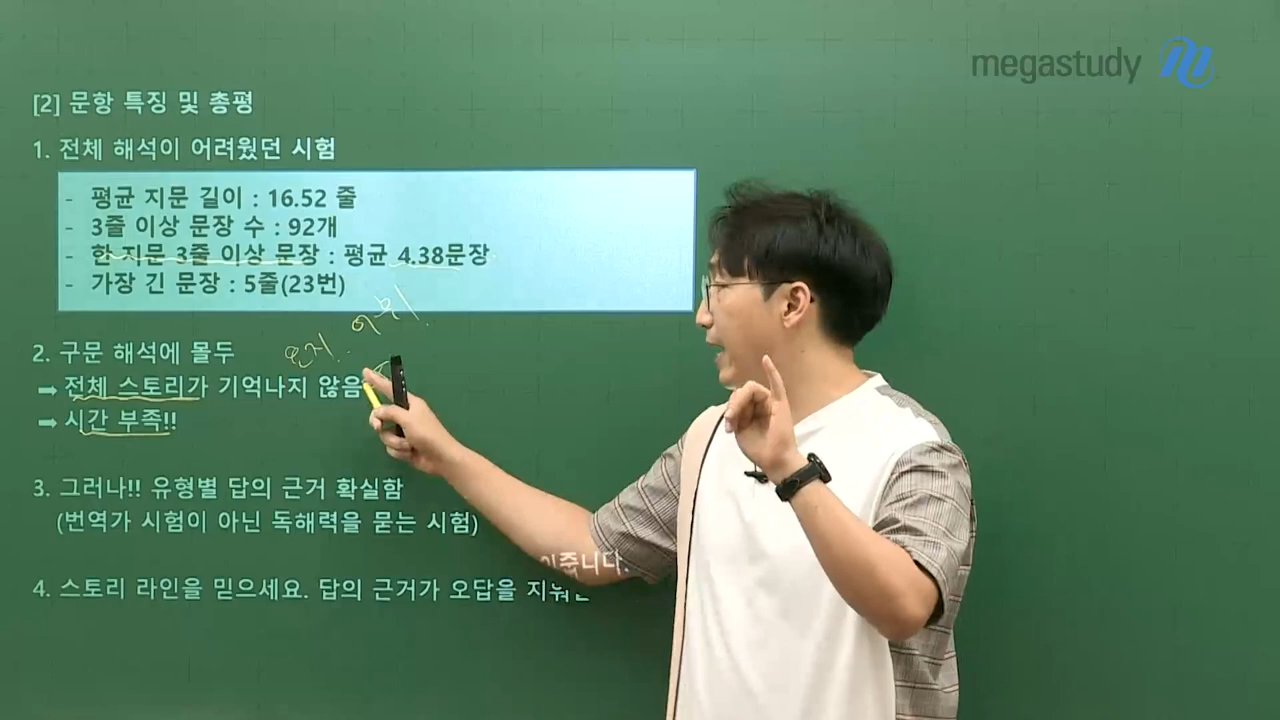 megastudy
[2] 문항 특징 및 총평
1. 전체 해석이 어려웠던 시험
- 평균 지문 길이 : 16.52 줄
- 3줄 이상 문장 수 : 92개
- 한 지문 3줄 이상 문장 : 평균 4.38문장
- 가장 긴 문장 : 5줄(23번)
어휘!
요지!
2. 구문 해석에 몰두
➡ 전체 스토리가 기억나지 않음
➡ 시간 부족!!
3. 그러나!! 유형별 답의 근거 확실함
(번역가 시험이 아닌 독해력을 묻는 시험)
4. 스토리 라인을 믿으세요. 답의 근거가 오답을